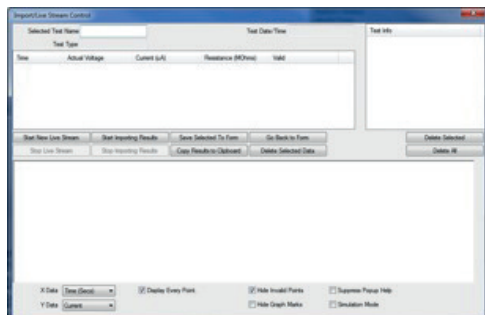 Import/Live Stream Control
Selected Test Name
Test Date/Time
Test Info
Test Type
Time Actual Voltage Current (uA) Resistance (MOhms) Valid
Start New Live Stream Start Importing Results Save Selected To Form Go Back to Form Delete Selected
Stop Live Stream Stop Importing Results Copy Results to Clipboard Delete Selected Data Delete All
X Data Time (Secs) Display Every Point Hide Invalid Points Suppress Popup Help
Y Data Current Hide Graph Marks Simulation Mode